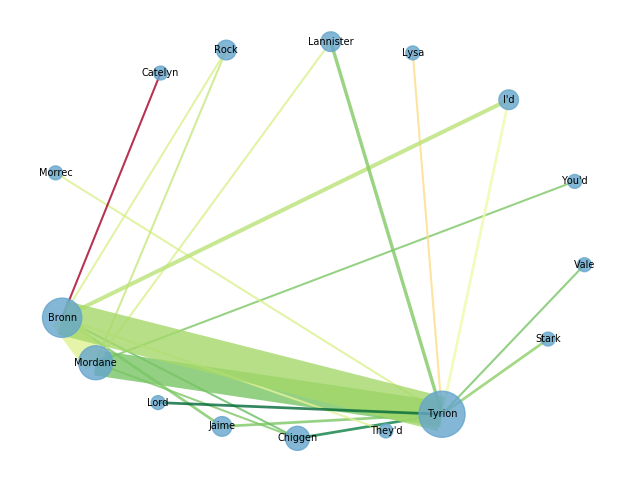 Lannister
Rock
Lysa
Catelyn
I'd
Morrec
You'd
Vale
Bronn
Stark
Mordane
Lord
Tyrion
Jaime
They'd
Chiggen